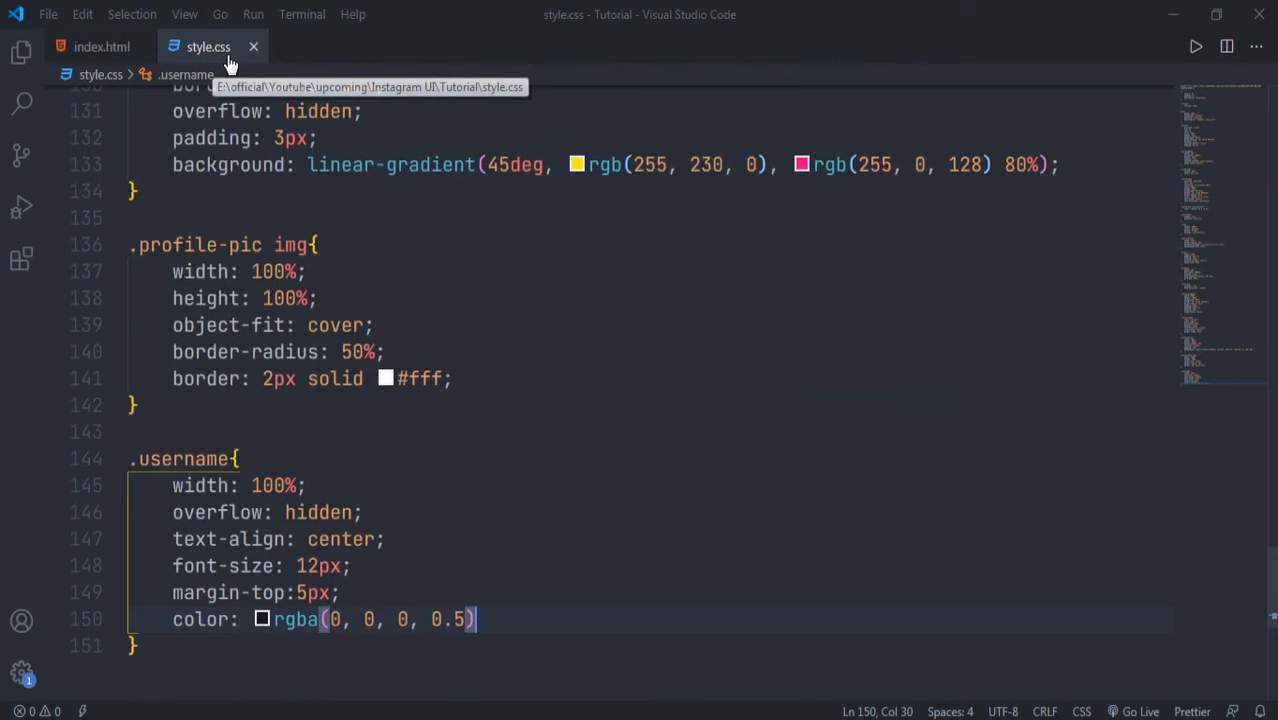 File Edit Selection View Go Run Terminal Help style.css - Tutorial - Visual Studio Code
index.html style.css
style.css > .username
E:\official\Youtube\upcoming\Instagram UI\Tutorial\style.css
131 overflow: hidden;
132 padding: 3px;
133 background: linear-gradient(45deg, rgb(255, 230, 0), rgb(255, 0, 128) 80%);
134 }
135
136 .profile-pic img{
137 width: 100%;
138 height: 100%;
139 object-fit: cover;
140 border-radius: 50%;
141 border: 2px solid #fff;
142 }
143
144 .username{
145 width: 100%;
146 overflow: hidden;
147 text-align: center;
148 font-size: 12px;
149 margin-top:5px;
150 color: rgba(0, 0, 0, 0.5)
151 }
1
0 0 Ln 150, Col 30 Spaces: 4 UTF-8 CRLF CSS Go Live Prettier